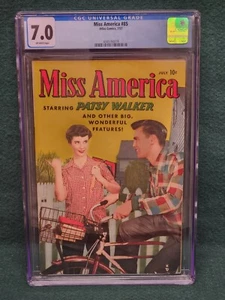 CGC UNIVERSAL GRADE
7.0
Miss America #85
JULY 10¢
Miss America
STARRING PATSY WALKER
AND OTHER BIG,
WONDERFUL
FEATURES!